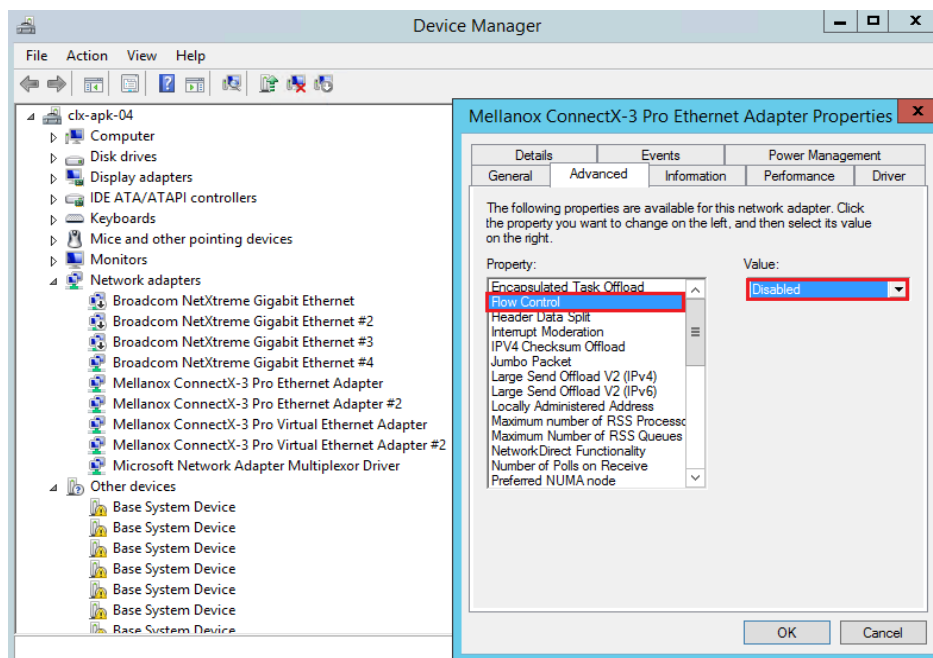 Device Manager
File Action View Help
clx-apk-04
Computer
Disk drives
Display adapters
IDE ATA/ATAPI controllers
Keyboards
Mice and other pointing devices
Monitors
Network adapters
Broadcom NetXtreme Gigabit Ethernet
Broadcom NetXtreme Gigabit Ethernet #2
Broadcom NetXtreme Gigabit Ethernet #3
Broadcom NetXtreme Gigabit Ethernet #4
Mellanox ConnectX-3 Pro Ethernet Adapter
Mellanox ConnectX-3 Pro Ethernet Adapter #2
Mellanox ConnectX-3 Pro Virtual Ethernet Adapter
Mellanox ConnectX-3 Pro Virtual Ethernet Adapter #2
Microsoft Network Adapter Multiplexor Driver
Other devices
Base System Device
Base System Device
Base System Device
Base System Device
Base System Device
Base System Device
Base System Device
Mellanox ConnectX-3 Pro Ethernet Adapter Properties
Details Events Power Management
General Advanced Information Performance Driver
The following properties are available for this network adapter. Click
the property you want to change on the left, and then select its value
on the right.
Property:
Value:
Encapsulated Task Offload
Flow Control
Header Data Split
Interrupt Moderation
IPV4 Checksum Offload
Jumbo Packet
Large Send Offload V2 (IPv4)
Large Send Offload V2 (IPv6)
Locally Administered Address
Maximum number of RSS Processo
Maximum Number of RSS Queues
NetworkDirect Functionality
Number of Polls on Receive
Preferred NUMA node
Disabled
OK Cancel